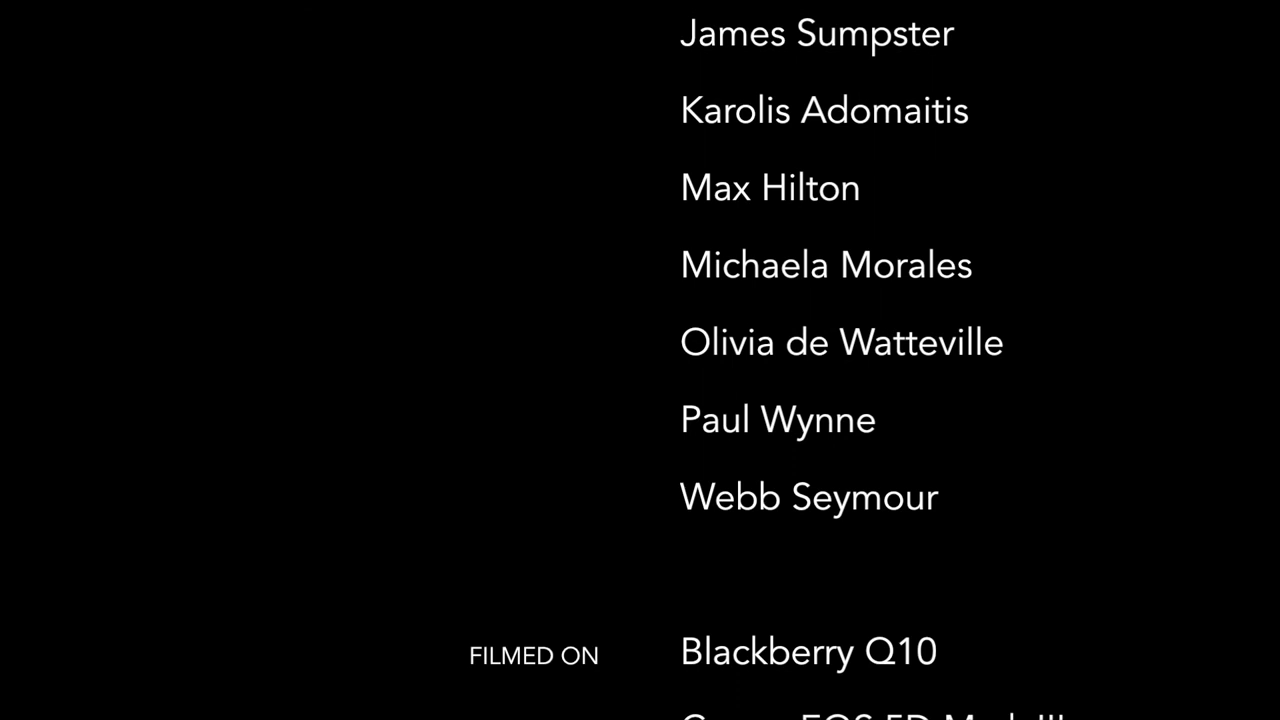 James Sumpster
Karolis Adomaitis
Max Hilton
Michaela Morales
Olivia de Watteville
Paul Wynne
Webb Seymour
FILMED ON Blackberry Q10